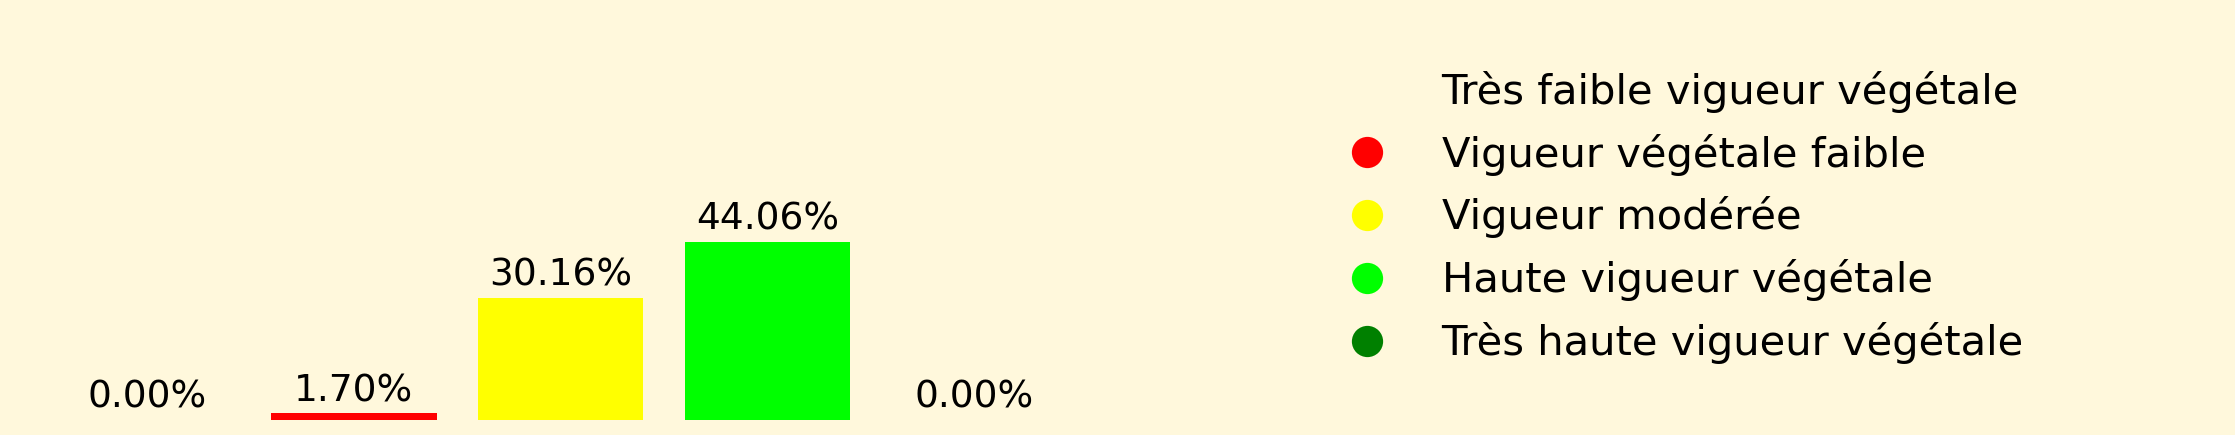 0.00%
1.70%
30.16%
44.06%
0.00%
Très faible vigueur végétale
Vigueur végétale faible
Vigueur modérée
Haute vigueur végétale
Très haute vigueur végétale